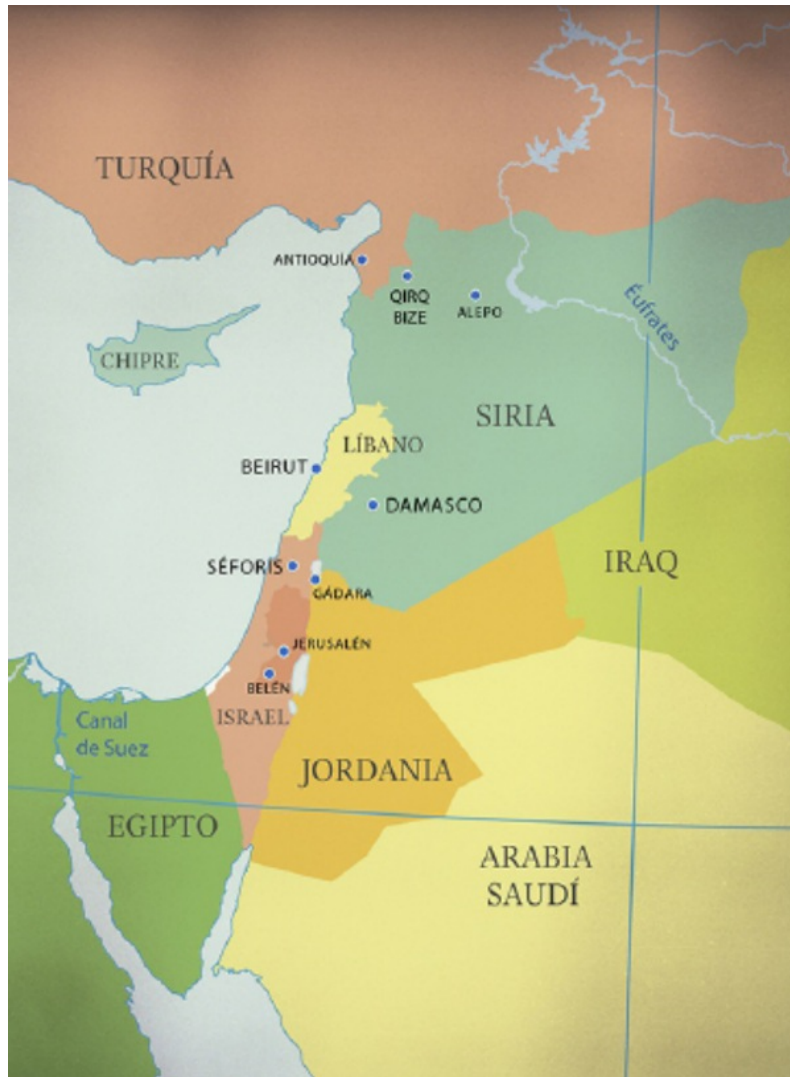 TURQUÍA
ANTIOQUÍA
QIRQ
BIZE
ALEPO
Éufrates
CHIPRE
SIRIA
LÍBANO
BEIRUT
DAMASCO
IRAQ
SÉFORIS
GÁDARA
JERUSALÉN
BELÉN
ISRAEL
Canal
de Suez
JORDANIA
EGIPTO
ARABIA
SAUDÍ